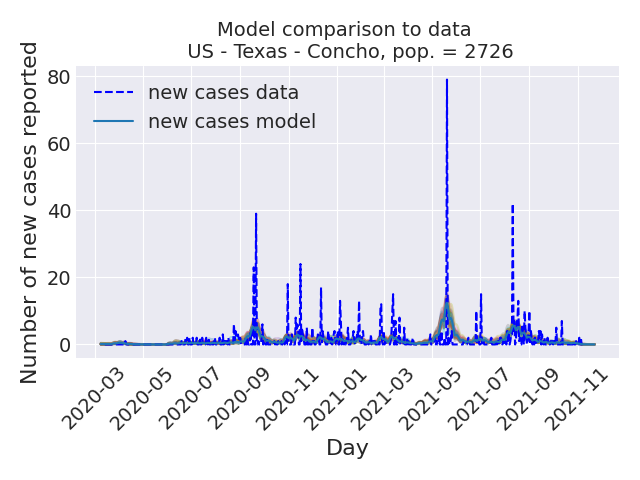 Model comparison to data
US - Texas - Concho, pop. = 2726
Number of new cases reported
80
60
40
20
0
new cases data
new cases model
2020-03
2020-05
2020-07
2020-09
2020-11
2021-01
2021-03
2021-05
2021-07
2021-09
2021-11
Day